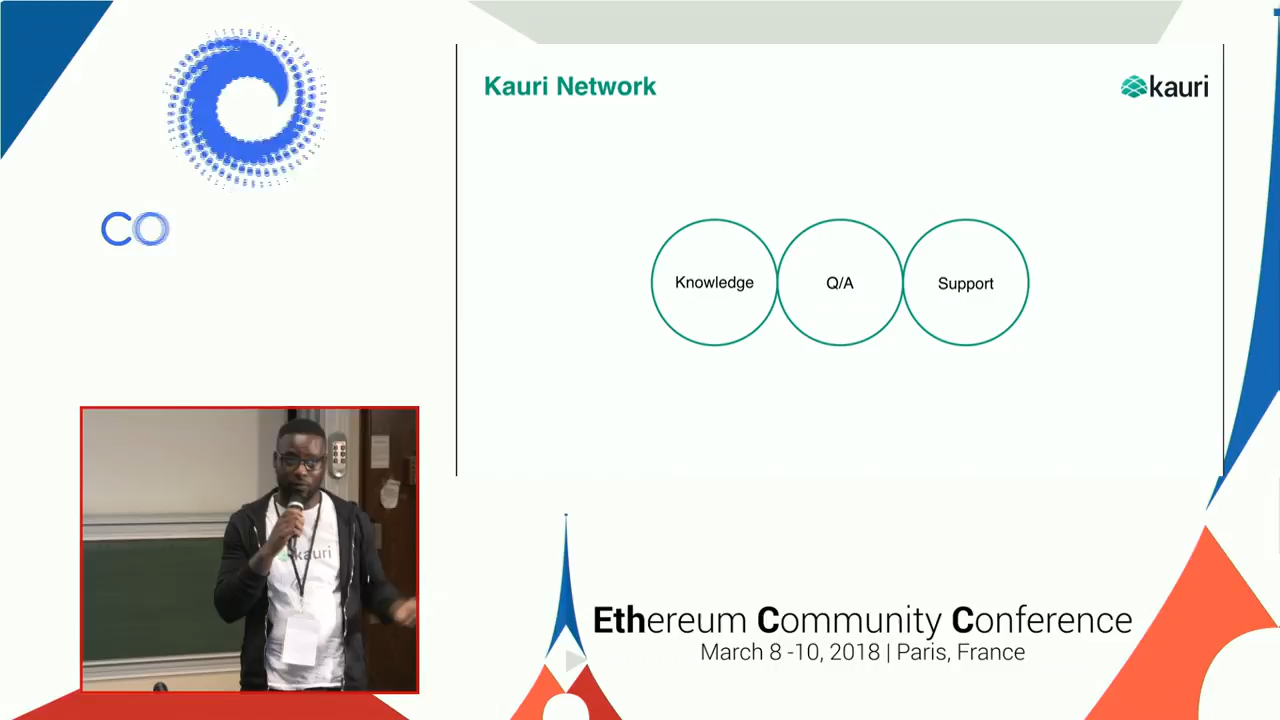 Kauri Network
kauri
CO
Knowledge
Q/A
Support
kauri
Ethereum Community Conference
March 8 -10, 2018 | Paris, France